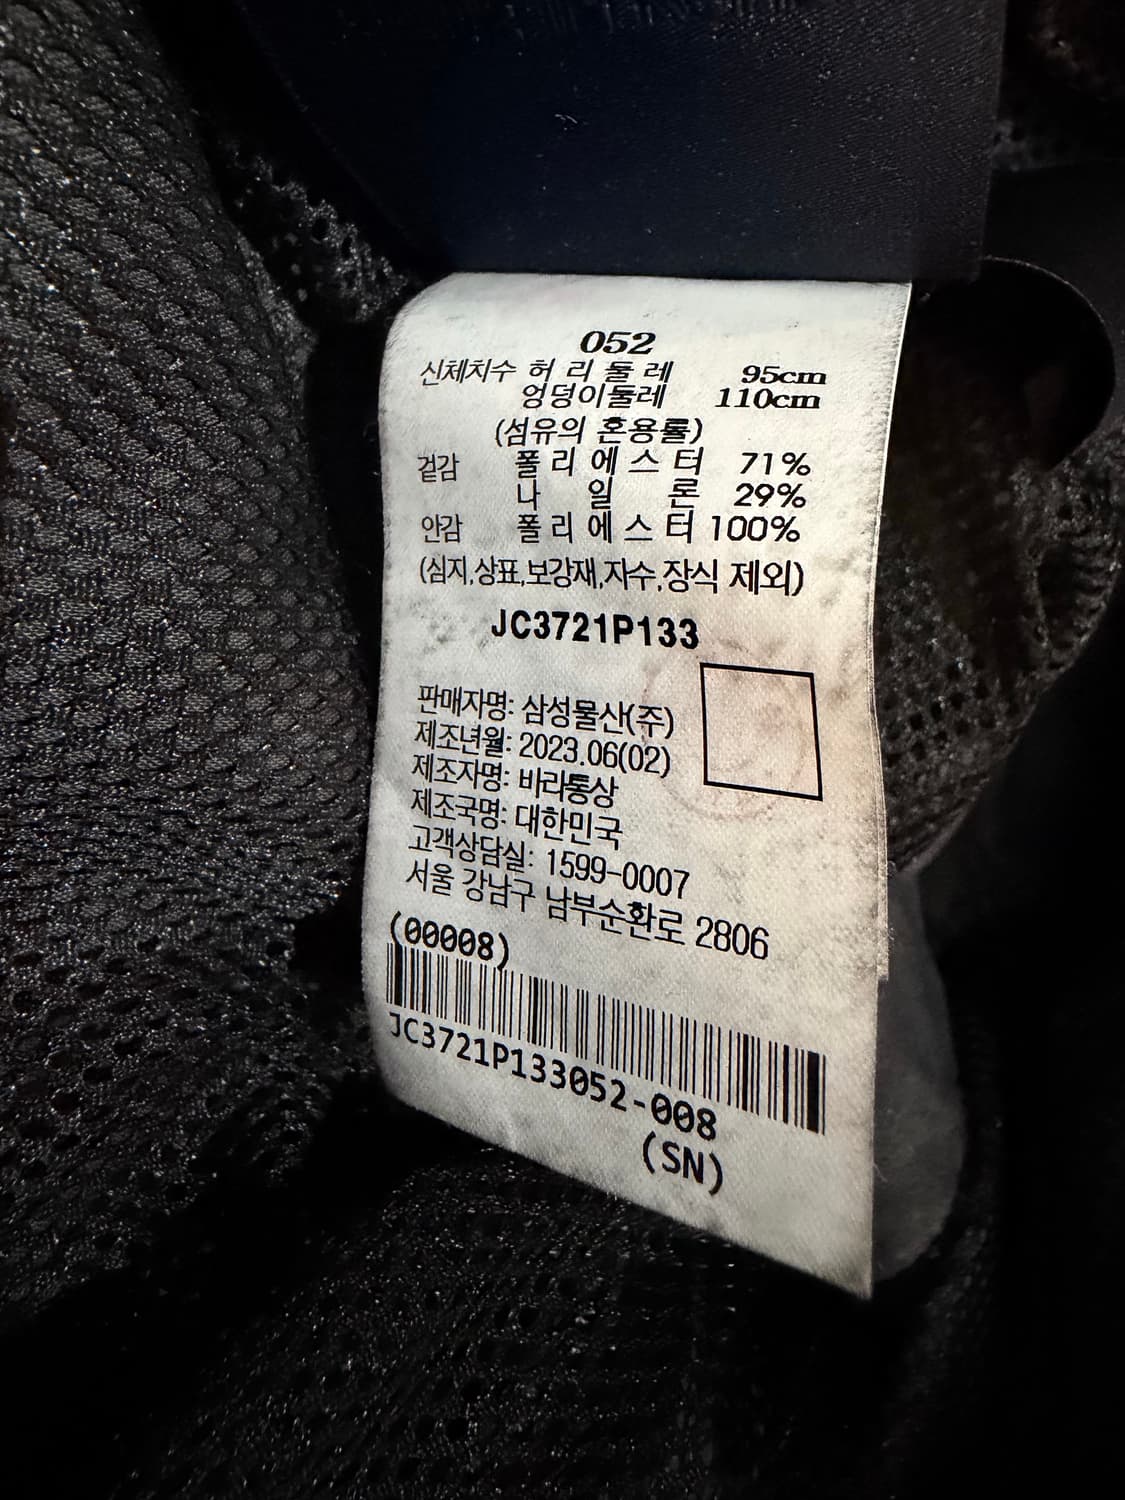 052
신체치수 허 리 둘 레 95cm
엉덩이둘레 110cm
(섬유의 혼용률)
겉감 폴 리 에 스 터 71%
나 일 론 29%
안감 폴 리 에 스 터 100%
(심지,상표,보강재,자수,장식 제외)
JC3721P133
판매자명: 삼성물산(주)
제조년월: 2023.06(02)
제조자명: 바라통상
제조국명: 대한민국
고객상담실: 1599-0007
서울 강남구 남부순환로 2806
(00008)
JC3721P133052-008
(SN)